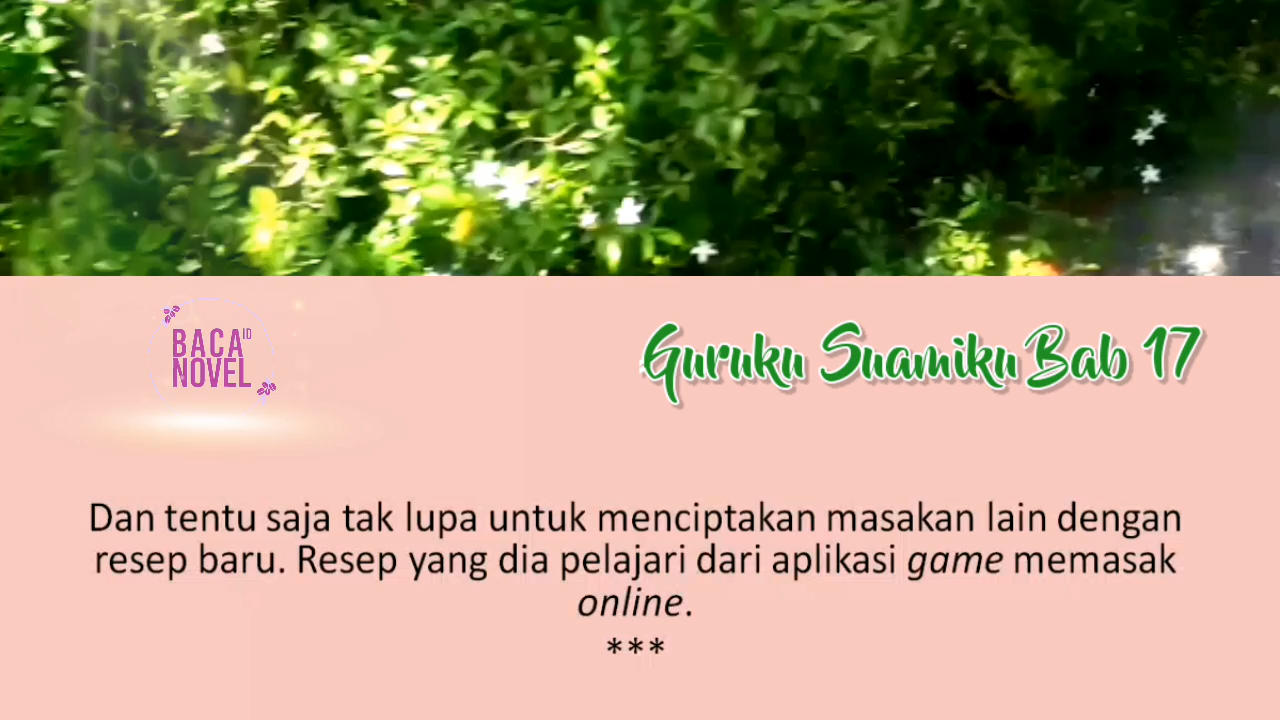 BACA ID
NOVEL
Guruku Suamiku Bab 17
Dan tentu saja tak lupa untuk menciptakan masakan lain dengan
resep baru. Resep yang dia pelajari dari aplikasi game memasak
online.
***